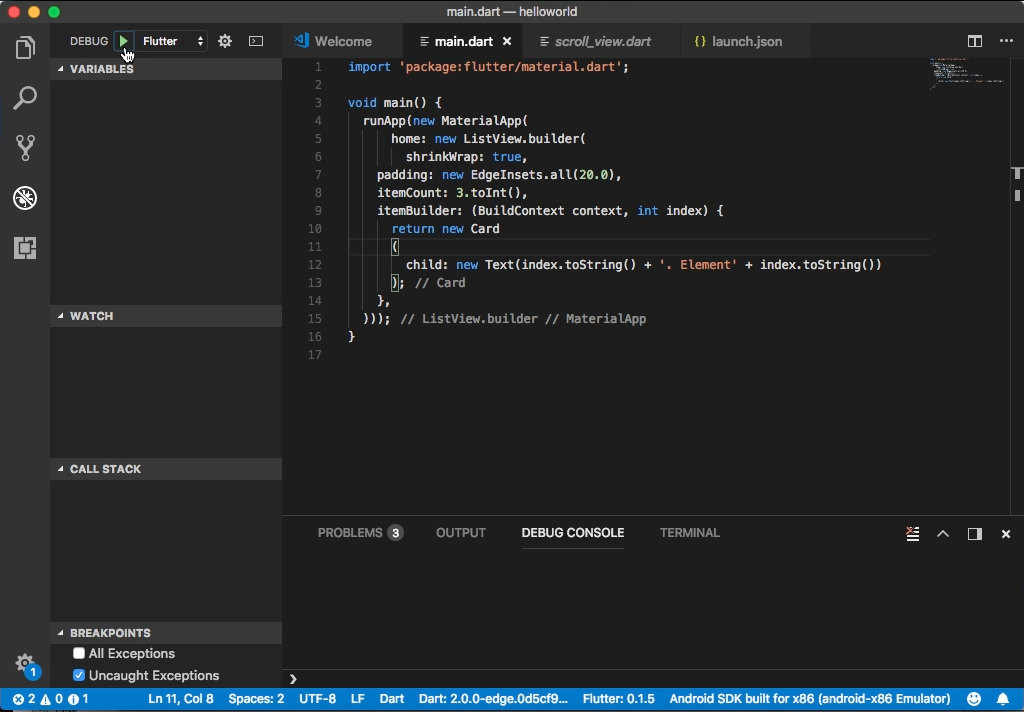 main.dart — helloworld
DEBUG Flutter
Welcome
main.dart
scroll_view.dart
{} launch.json
VARIABLES
WATCH
CALL STACK
BREAKPOINTS
All Exceptions
Uncaught Exceptions
1
1 import 'package:flutter/material.dart';
2
3 void main() {
4 runApp(new MaterialApp(
5 home: new ListView.builder(
6 shrinkWrap: true,
7 padding: new EdgeInsets.all(20.0),
8 itemCount: 3.toInt(),
9 itemBuilder: (BuildContext context, int index) {
10 return new Card
11 (
12 child: new Text(index.toString() + '. Element' + index.toString())
13 ); // Card
14 },
15 ))); // ListView.builder // MaterialApp
16 }
17
PROBLEMS 3 OUTPUT DEBUG CONSOLE TERMINAL
2 0 1 Ln 11, Col 8 Spaces: 2 UTF-8 LF Dart Dart: 2.0.0-edge.0d5cf9... Flutter: 0.1.5 Android SDK built for x86 (android-x86 Emulator)